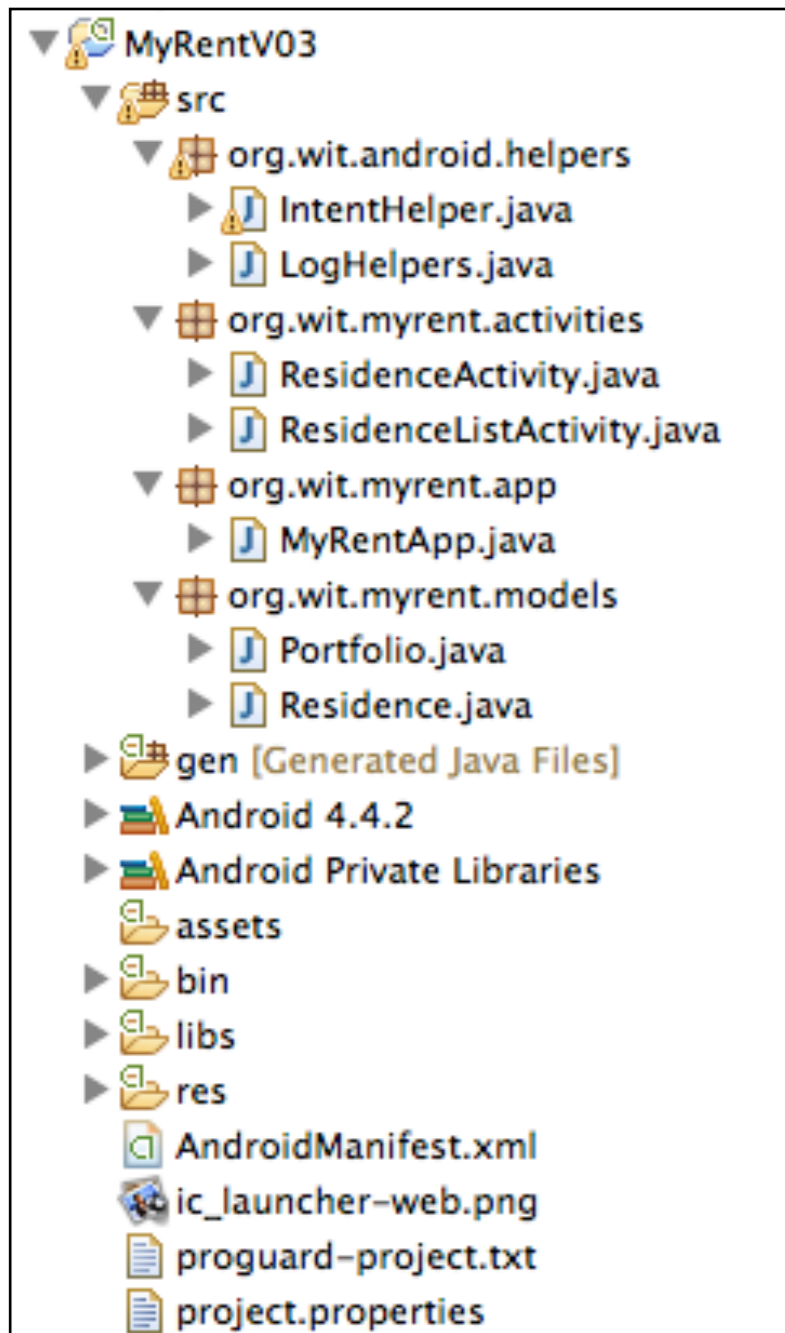 MyRentV03
src
org.wit.android.helpers
IntentHelper.java
LogHelpers.java
org.wit.myrent.activities
ResidenceActivity.java
ResidenceListActivity.java
org.wit.myrent.app
MyRentApp.java
org.wit.myrent.models
Portfolio.java
Residence.java
gen [Generated Java Files]
Android 4.4.2
Android Private Libraries
assets
bin
libs
res
AndroidManifest.xml
ic_launcher-web.png
proguard-project.txt
project.properties